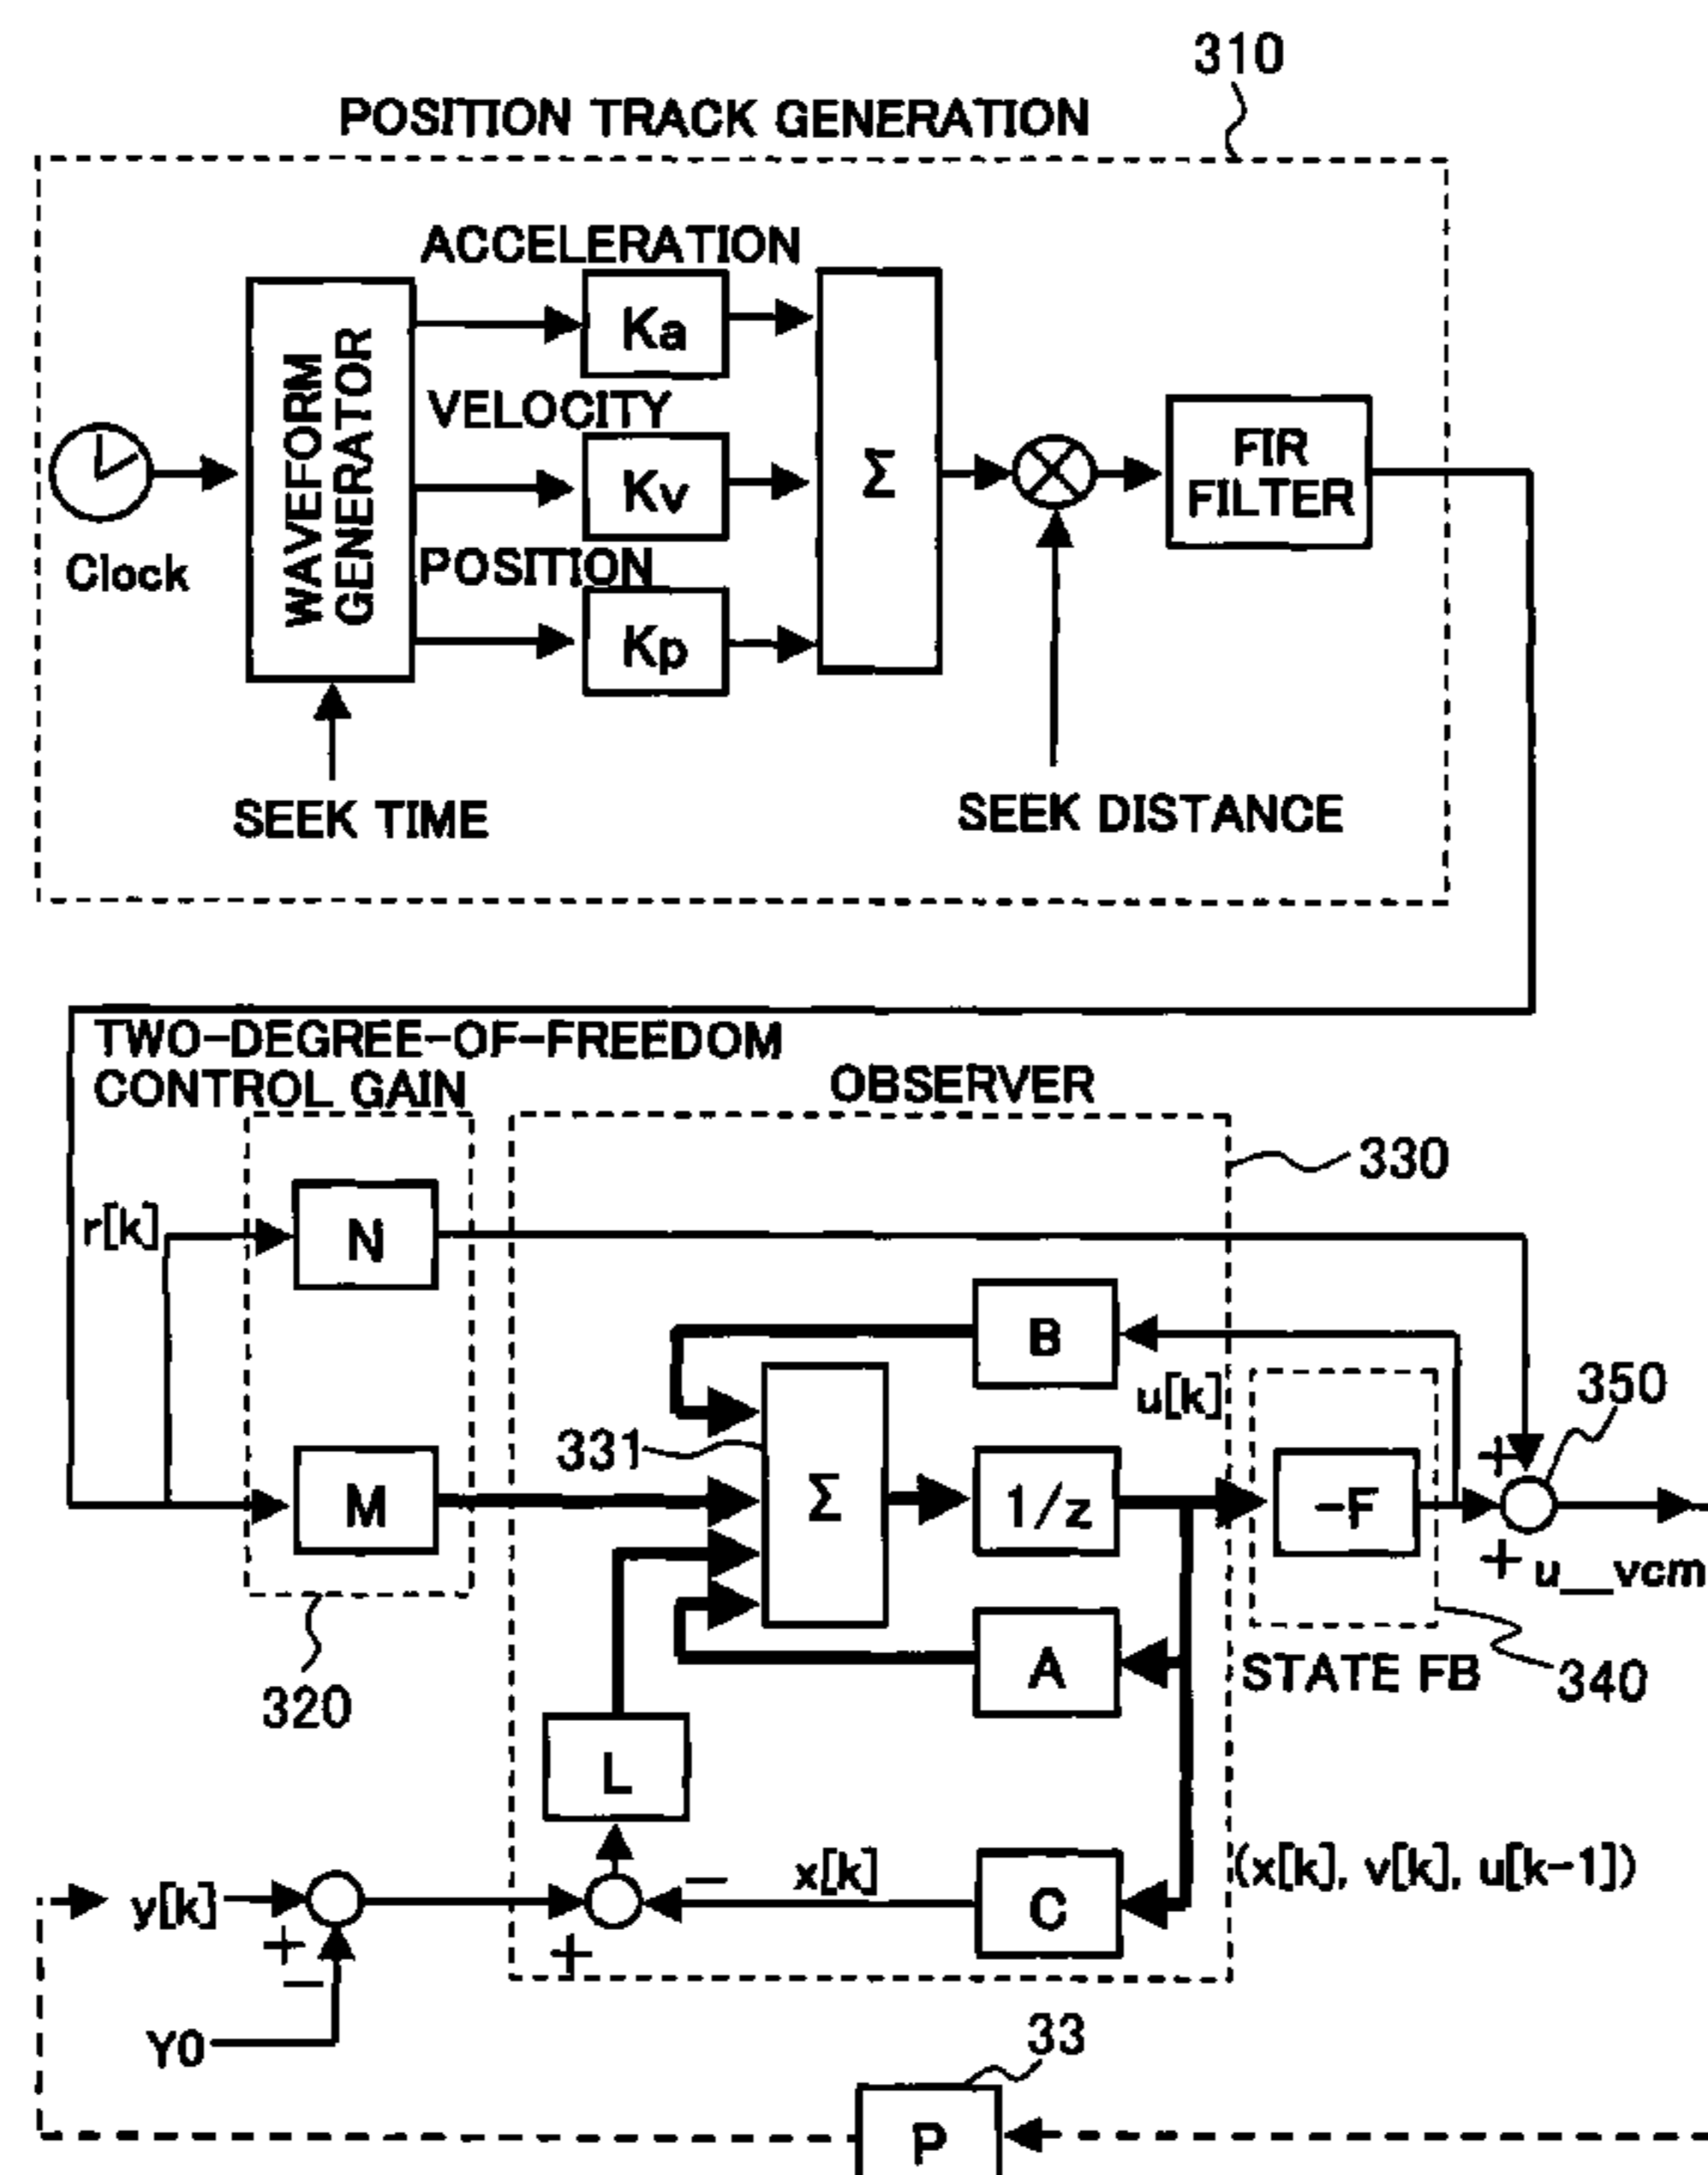 310
POSITION TRACK GENERATION
ACCELERATION
Ka
WAVEFORM
GENERATOR
VELOCITY
Kv
Σ
FIR
FILTER
Clock
POSITION
Kp
SEEK TIME
SEEK DISTANCE
TWO-DEGREE-OF-FREEDOM
CONTROL GAIN
OBSERVER
330
r[k]
N
B
u[k]
350
331
+
M
Σ
1/z
-F
+
u__vcm
A
STATE FB
340
320
L
y[k]
x[k]
−
C
(x[k], v[k], u[k-1])
+
−
+
Y0
33
P